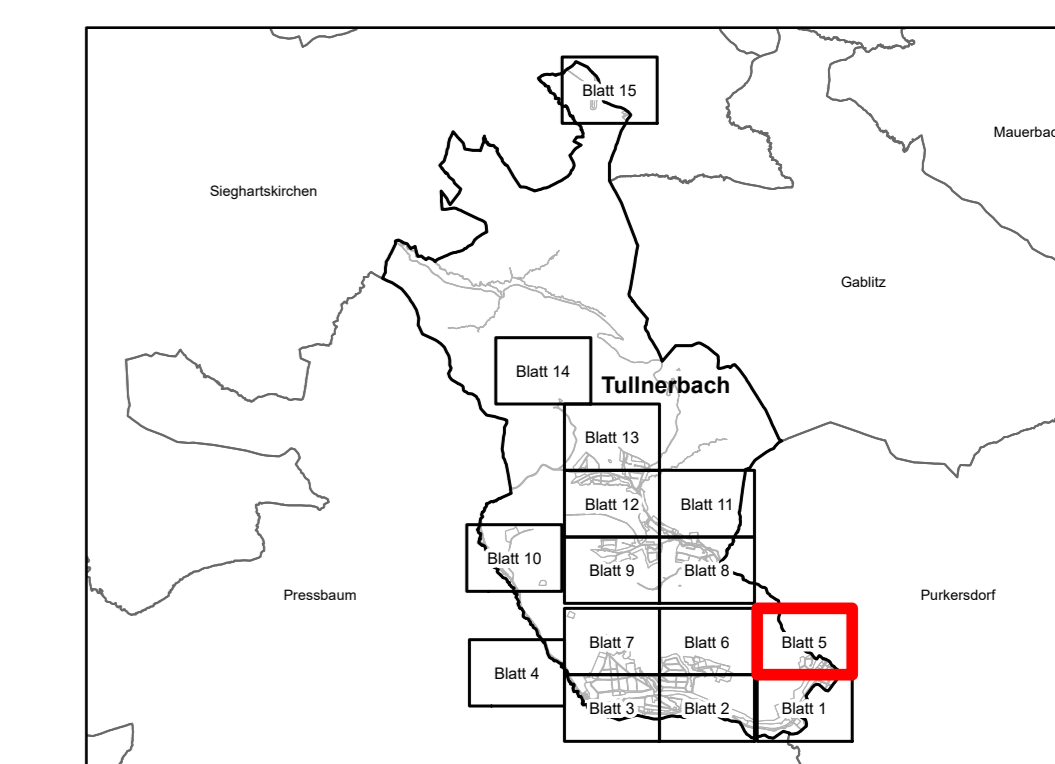 Blatt 15
Mauerbac
Sieghartskirchen
Gablitz
Blatt 14
Tullnerbach
Blatt 13
Blatt 12
Blatt 11
Blatt 10
Blatt 9
Blatt 8
Pressbaum
Purkersdorf
Blatt 7
Blatt 6
Blatt 5
Blatt 4
Blatt 3
Blatt 2
Blatt 1